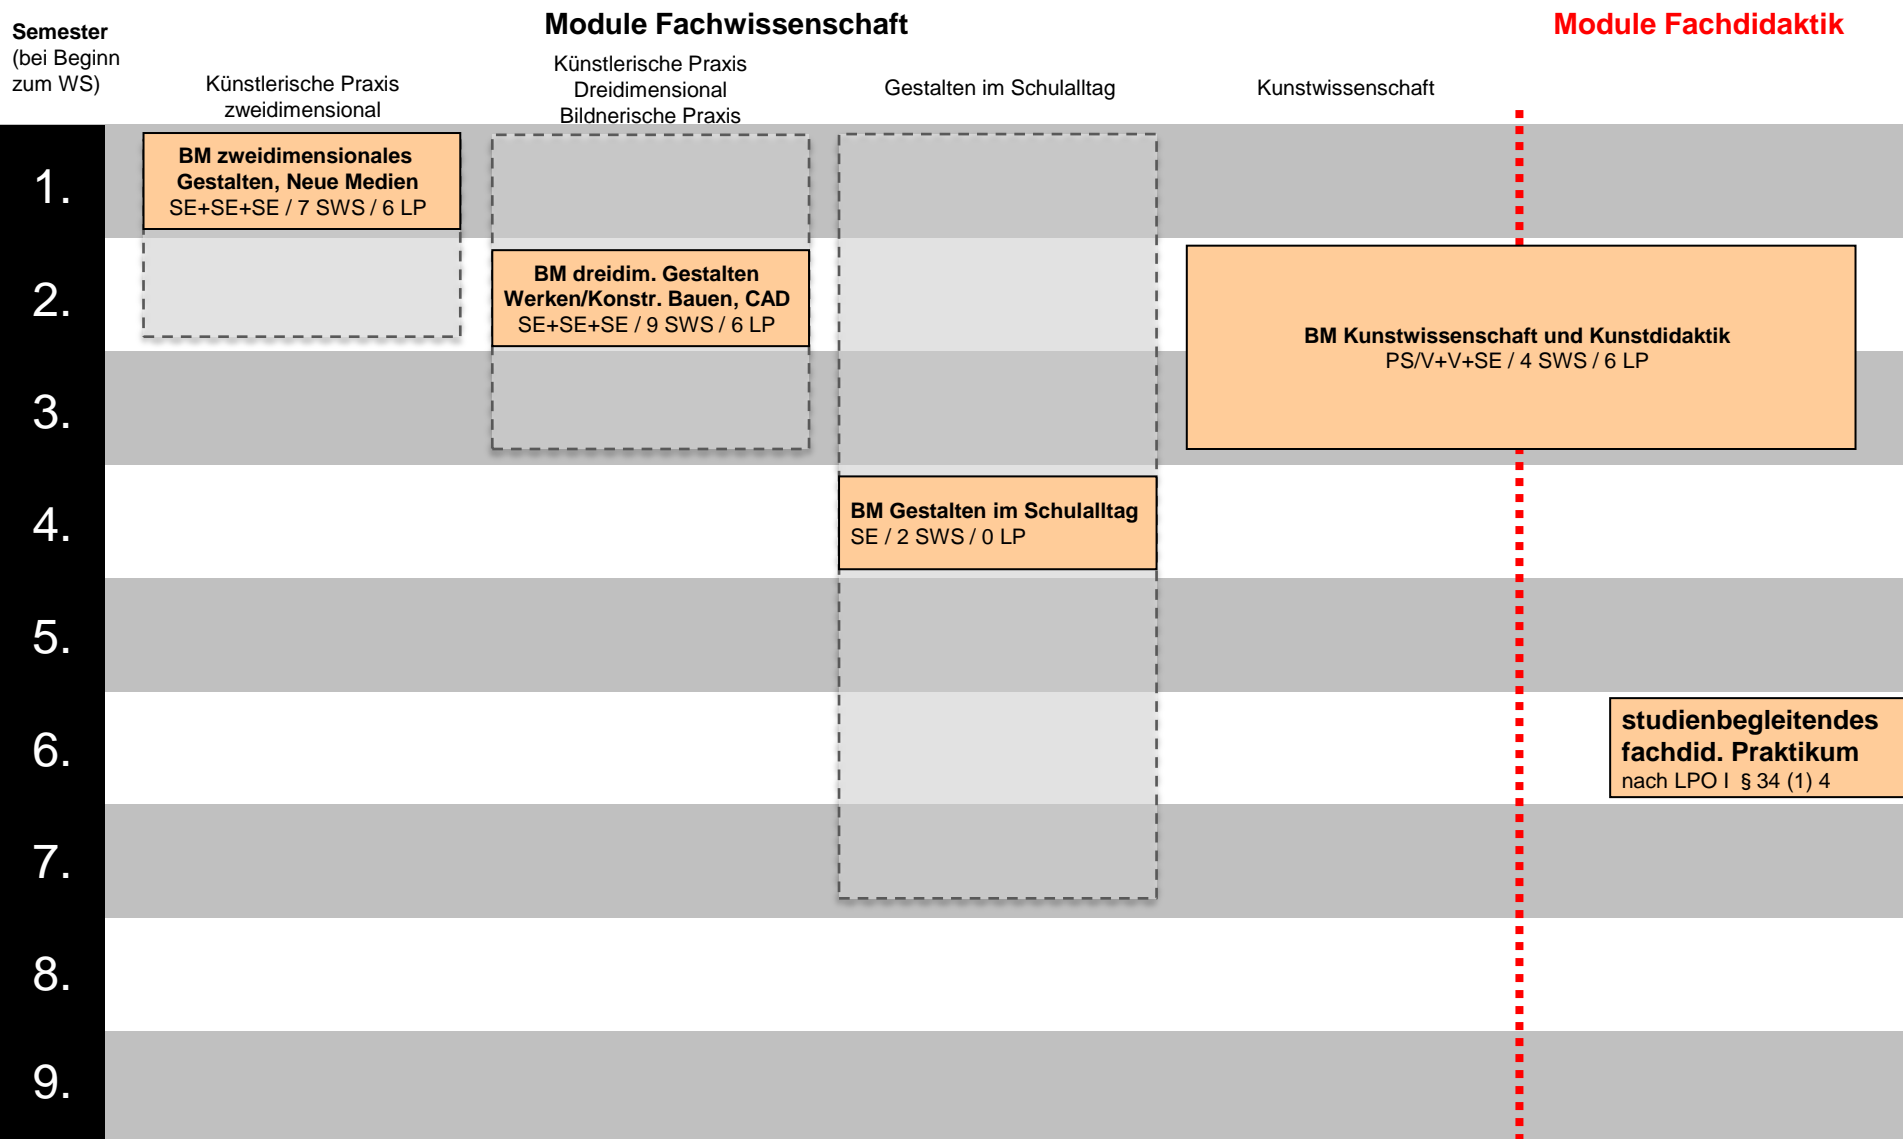 Semester
(bei Beginn
zum WS)
Module Fachwissenschaft
Module Fachdidaktik
Künstlerische Praxis
zweidimensional
Künstlerische Praxis
Dreidimensional
Bildnerische Praxis
Gestalten im Schulalltag
Kunstwissenschaft
1.
BM zweidimensionales
Gestalten, Neue Medien
SE+SE+SE / 7 SWS / 6 LP
2.
BM dreidim. Gestalten
Werken/Konstr. Bauen, CAD
SE+SE+SE / 9 SWS / 6 LP
BM Kunstwissenschaft und Kunstdidaktik
PS/V+V+SE / 4 SWS / 6 LP
3.
4.
BM Gestalten im Schulalltag
SE / 2 SWS / 0 LP
5.
6.
studienbegleitendes
fachdid. Praktikum
nach LPO I § 34 (1) 4
7.
8.
9.